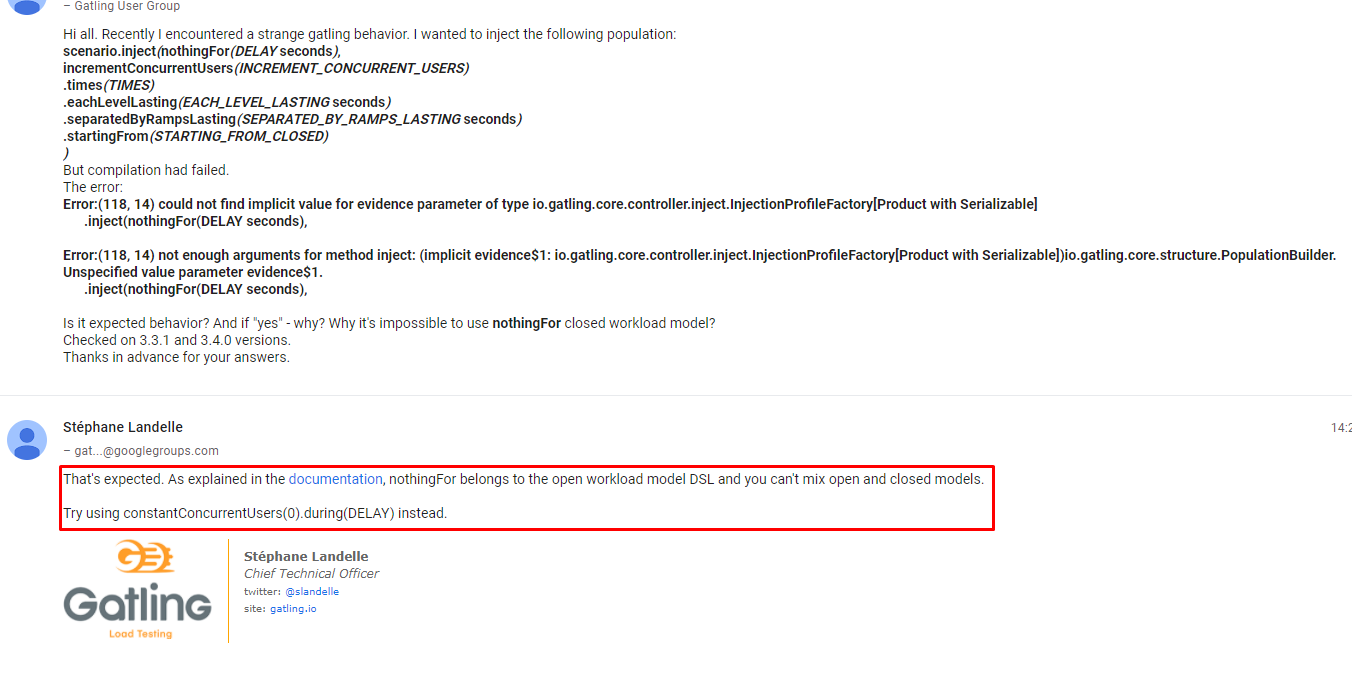 – Gatling User Group
Hi all. Recently I encountered a strange gatling behavior. I wanted to inject the following population:
scenario.inject(nothingFor(DELAY seconds),
incrementConcurrentUsers(INCREMENT_CONCURRENT_USERS)
.times(TIMES)
.eachLevelLasting(EACH_LEVEL_LASTING seconds)
.separatedByRampsLasting(SEPARATED_BY_RAMPS_LASTING seconds)
.startingFrom(STARTING_FROM_CLOSED)
)
But compilation had failed.
The error:
Error:(118, 14) could not find implicit value for evidence parameter of type io.gatling.core.controller.inject.InjectionProfileFactory[Product with Serializable]
.inject(nothingFor(DELAY seconds),
Error:(118, 14) not enough arguments for method inject: (implicit evidence$1: io.gatling.core.controller.inject.InjectionProfileFactory[Product with Serializable])io.gatling.core.structure.PopulationBuilder.
Unspecified value parameter evidence$1.
.inject(nothingFor(DELAY seconds),
Is it expected behavior? And if "yes" - why? Why it's impossible to use nothingFor closed workload model?
Checked on 3.3.1 and 3.4.0 versions.
Thanks in advance for your answers.
Stéphane Landelle
14:2
– gat...@googlegroups.com
That's expected. As explained in the documentation, nothingFor belongs to the open workload model DSL and you can't mix open and closed models.
Try using constantConcurrentUsers(0).during(DELAY) instead.
Gatling
Load Testing
Stéphane Landelle
Chief Technical Officer
twitter: @slandelle
site: gatling.io